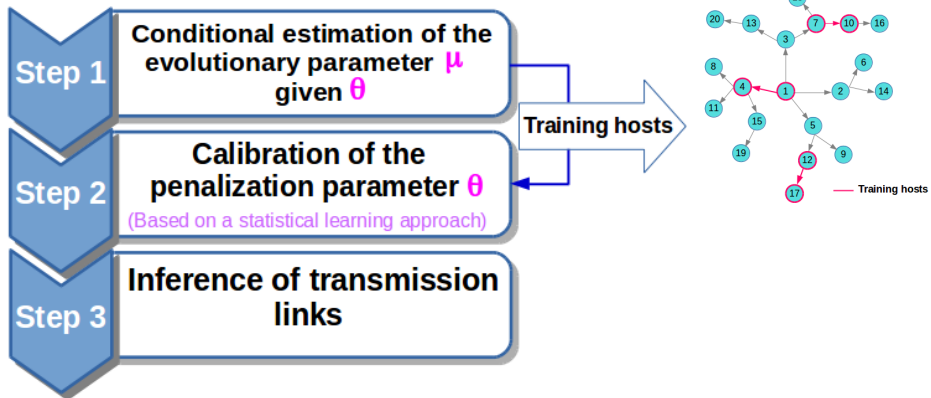 Step 1
Conditional estimation of the
evolutionary parameter μ
given θ
Step 2
Calibration of the
penalization parameter θ
(Based on a statistical learning approach)
Step 3
Inference of transmission
links
Training hosts
20
13
7
10
16
3
8
6
4
1
2
14
11
15
5
19
12
9
17
Training hosts